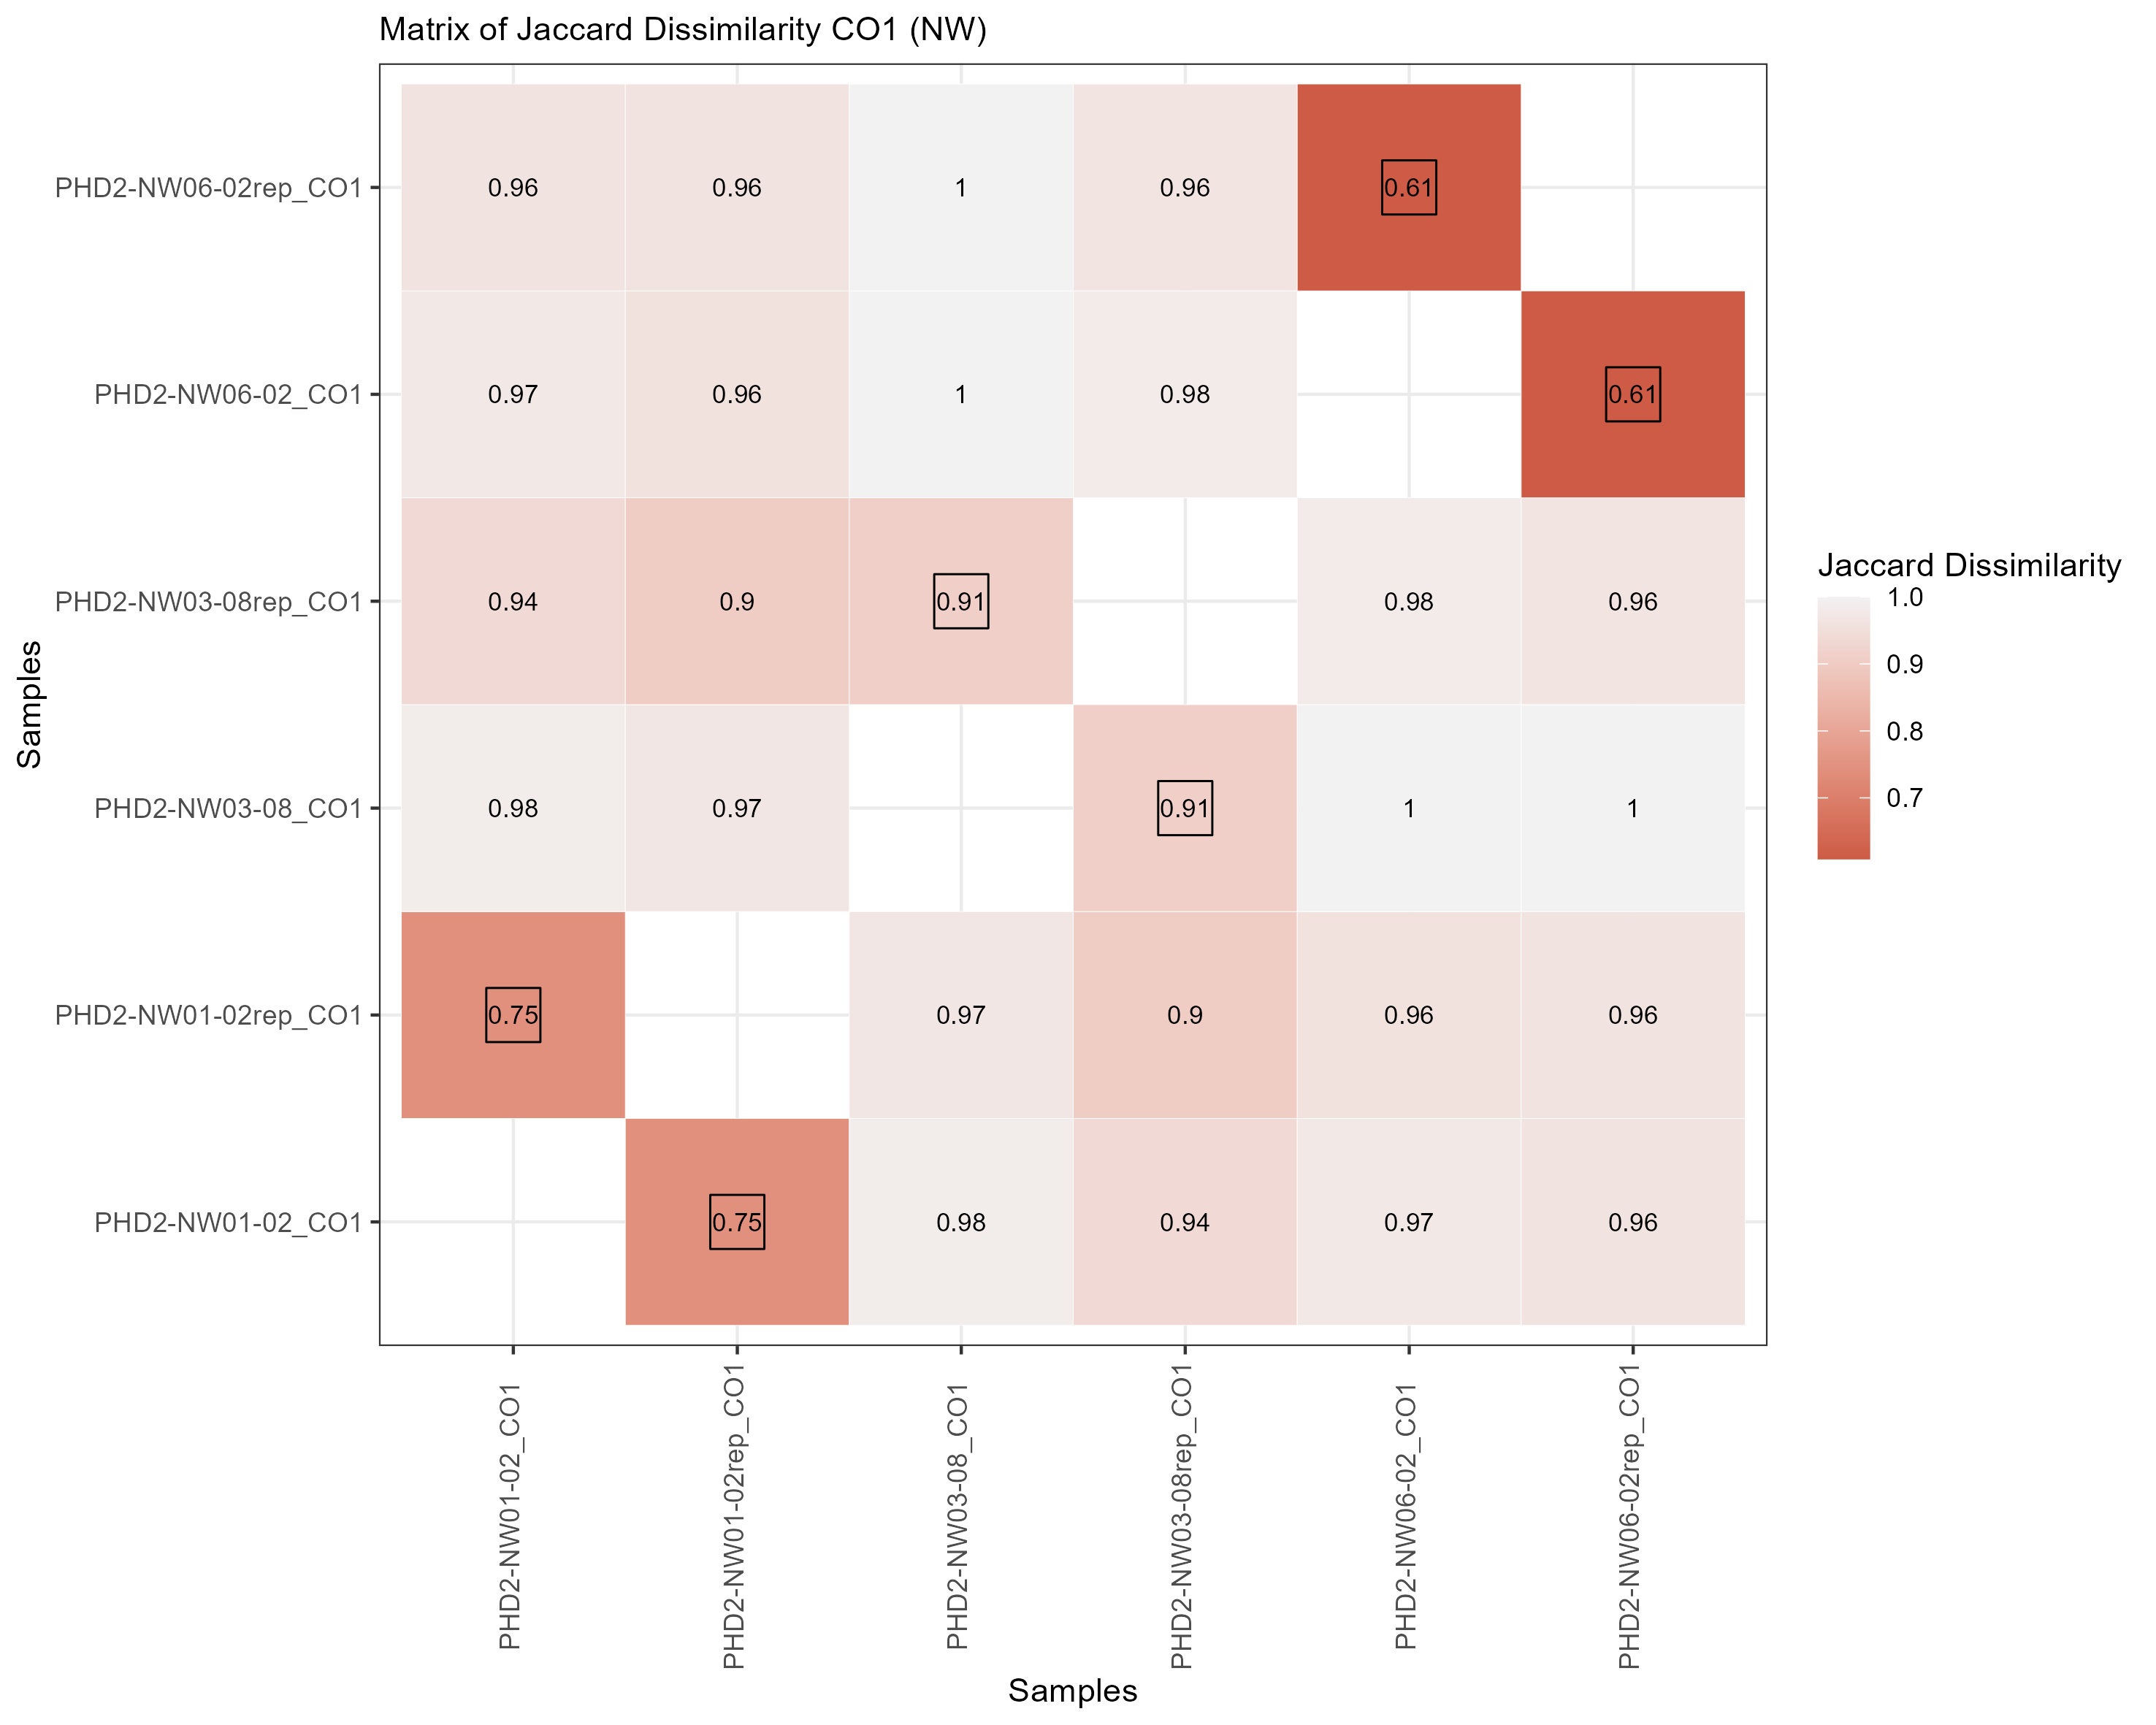 Matrix of Jaccard Dissimilarity CO1 (NW)
PHD2-NW06-02rep_CO1 0.96 0.96 1 0.96 0.61
PHD2-NW06-02_CO1 0.97 0.96 1 0.98 0.61
PHD2-NW03-08rep_CO1 0.94 0.9 0.91 0.98 0.96
PHD2-NW03-08_CO1 0.98 0.97 0.91 1 1
PHD2-NW01-02rep_CO1 0.75 0.97 0.9 0.96 0.96
PHD2-NW01-02_CO1 0.75 0.98 0.94 0.97 0.96
Samples
PHD2-NW01-02_CO1
PHD2-NW01-02rep_CO1
PHD2-NW03-08_CO1
PHD2-NW03-08rep_CO1
PHD2-NW06-02_CO1
PHD2-NW06-02rep_CO1
Samples
Jaccard Dissimilarity
1.0
0.9
0.8
0.7